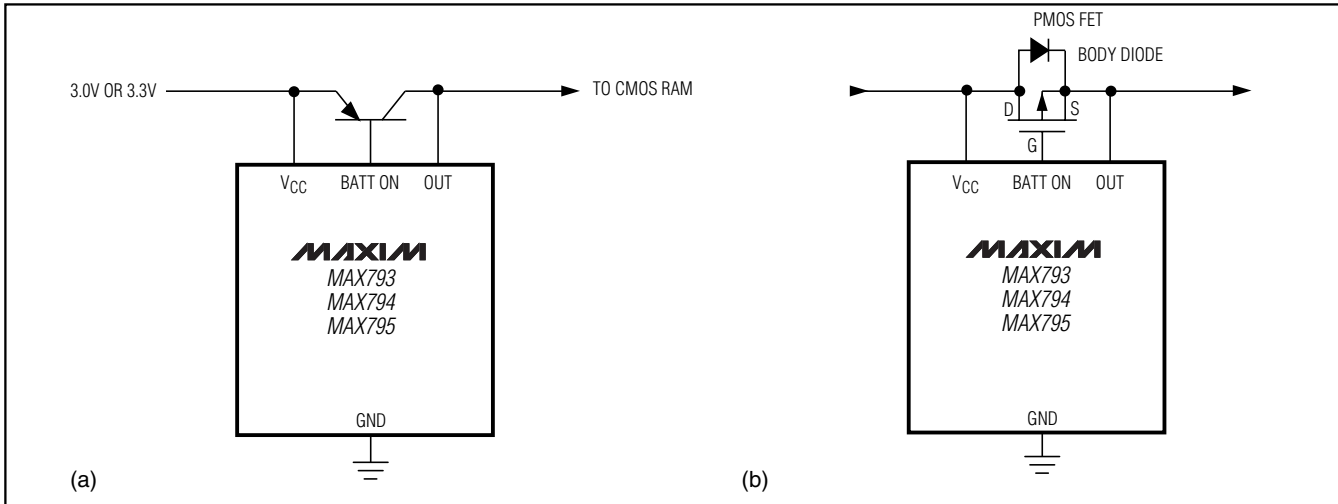 PMOS FET
BODY DIODE
3.0V OR 3.3V
TO CMOS RAM
D
S
G
VCC BATT ON OUT
MAXIM
MAX793
MAX794
MAX795
GND
(a)
VCC BATT ON OUT
MAXIM
MAX793
MAX794
MAX795
GND
(b)